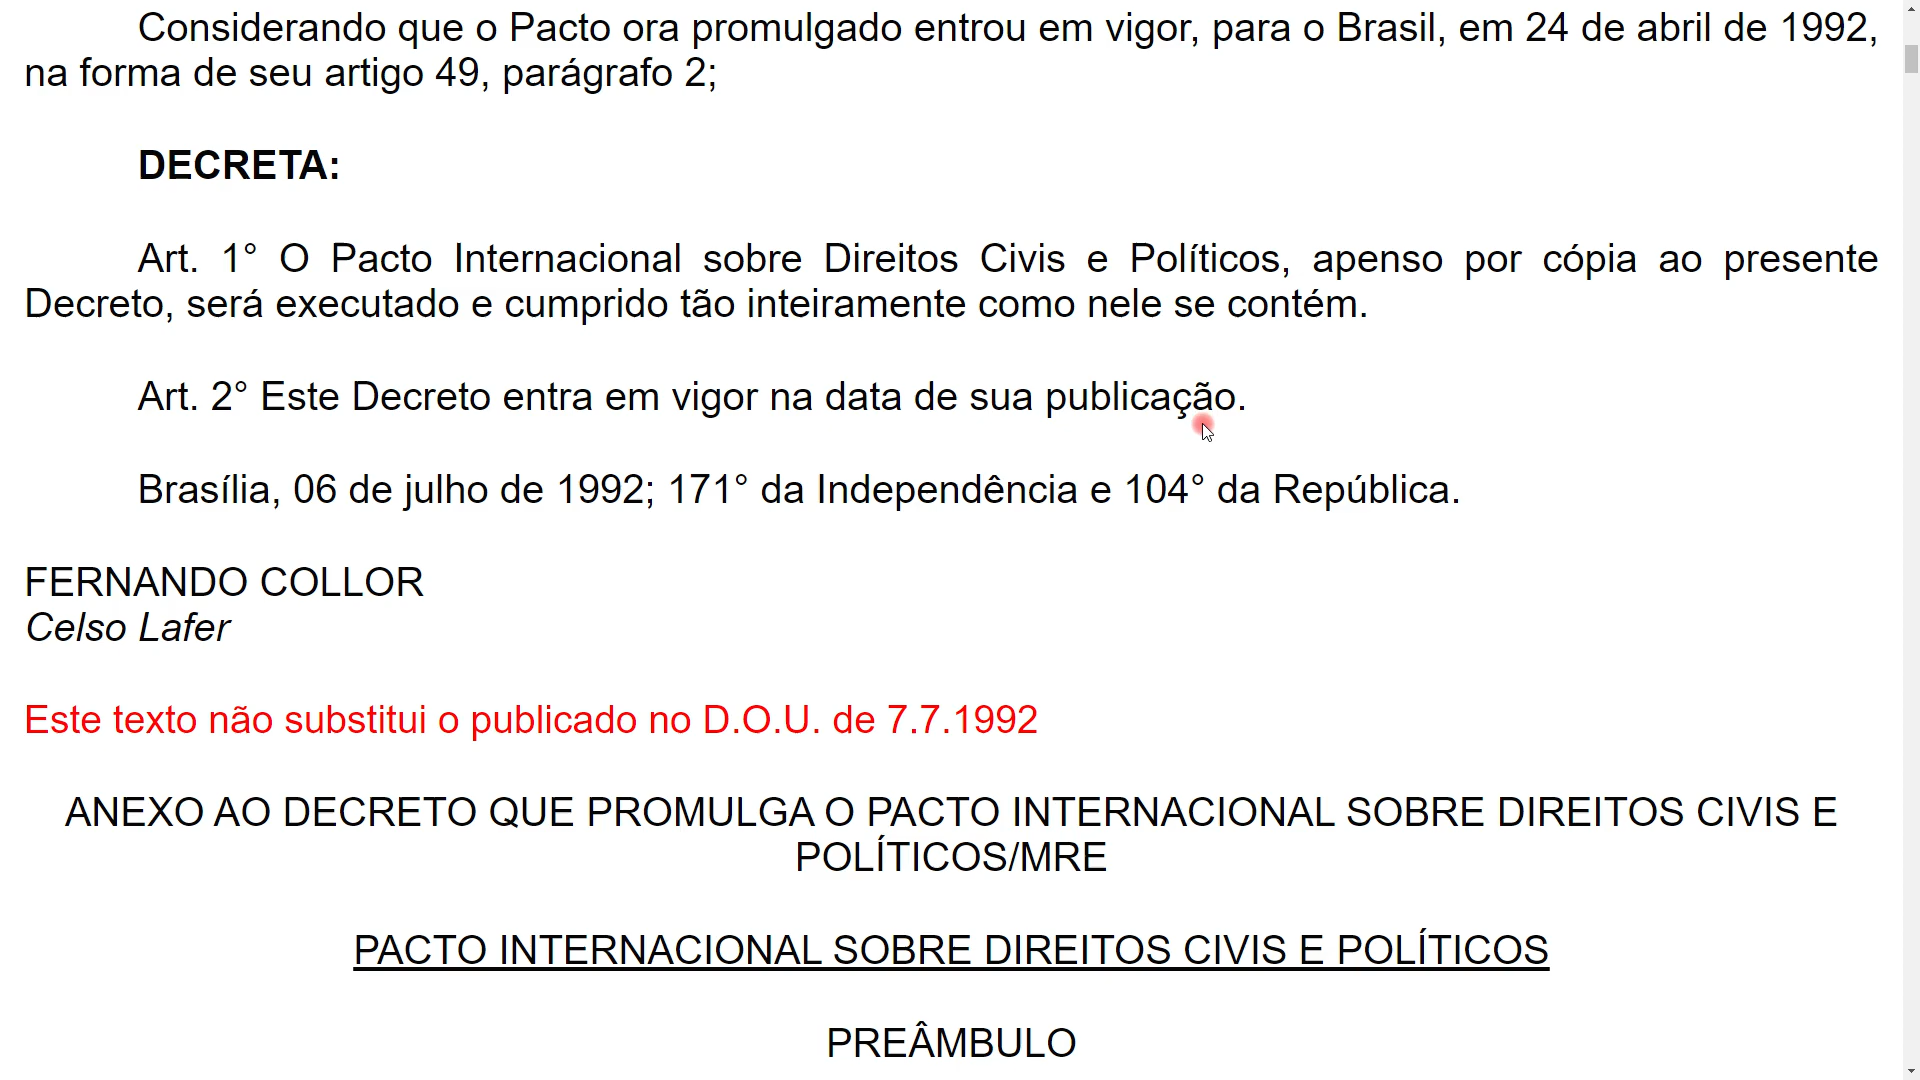 Considerando que o Pacto ora promulgado entrou em vigor, para o Brasil, em 24 de abril de 1992,
na forma de seu artigo 49, parágrafo 2;
DECRETA:
Art. 1° O Pacto Internacional sobre Direitos Civis e Políticos, apenso por cópia ao presente
Decreto, será executado e cumprido tão inteiramente como nele se contém.
Art. 2° Este Decreto entra em vigor na data de sua publicação.
Brasília, 06 de julho de 1992; 171° da Independência e 104° da República.
FERNANDO COLLOR
Celso Lafer
Este texto não substitui o publicado no D.O.U. de 7.7.1992
ANEXO AO DECRETO QUE PROMULGA O PACTO INTERNACIONAL SOBRE DIREITOS CIVIS E
POLÍTICOS/MRE
PACTO INTERNACIONAL SOBRE DIREITOS CIVIS E POLÍTICOS
PREÂMBULO